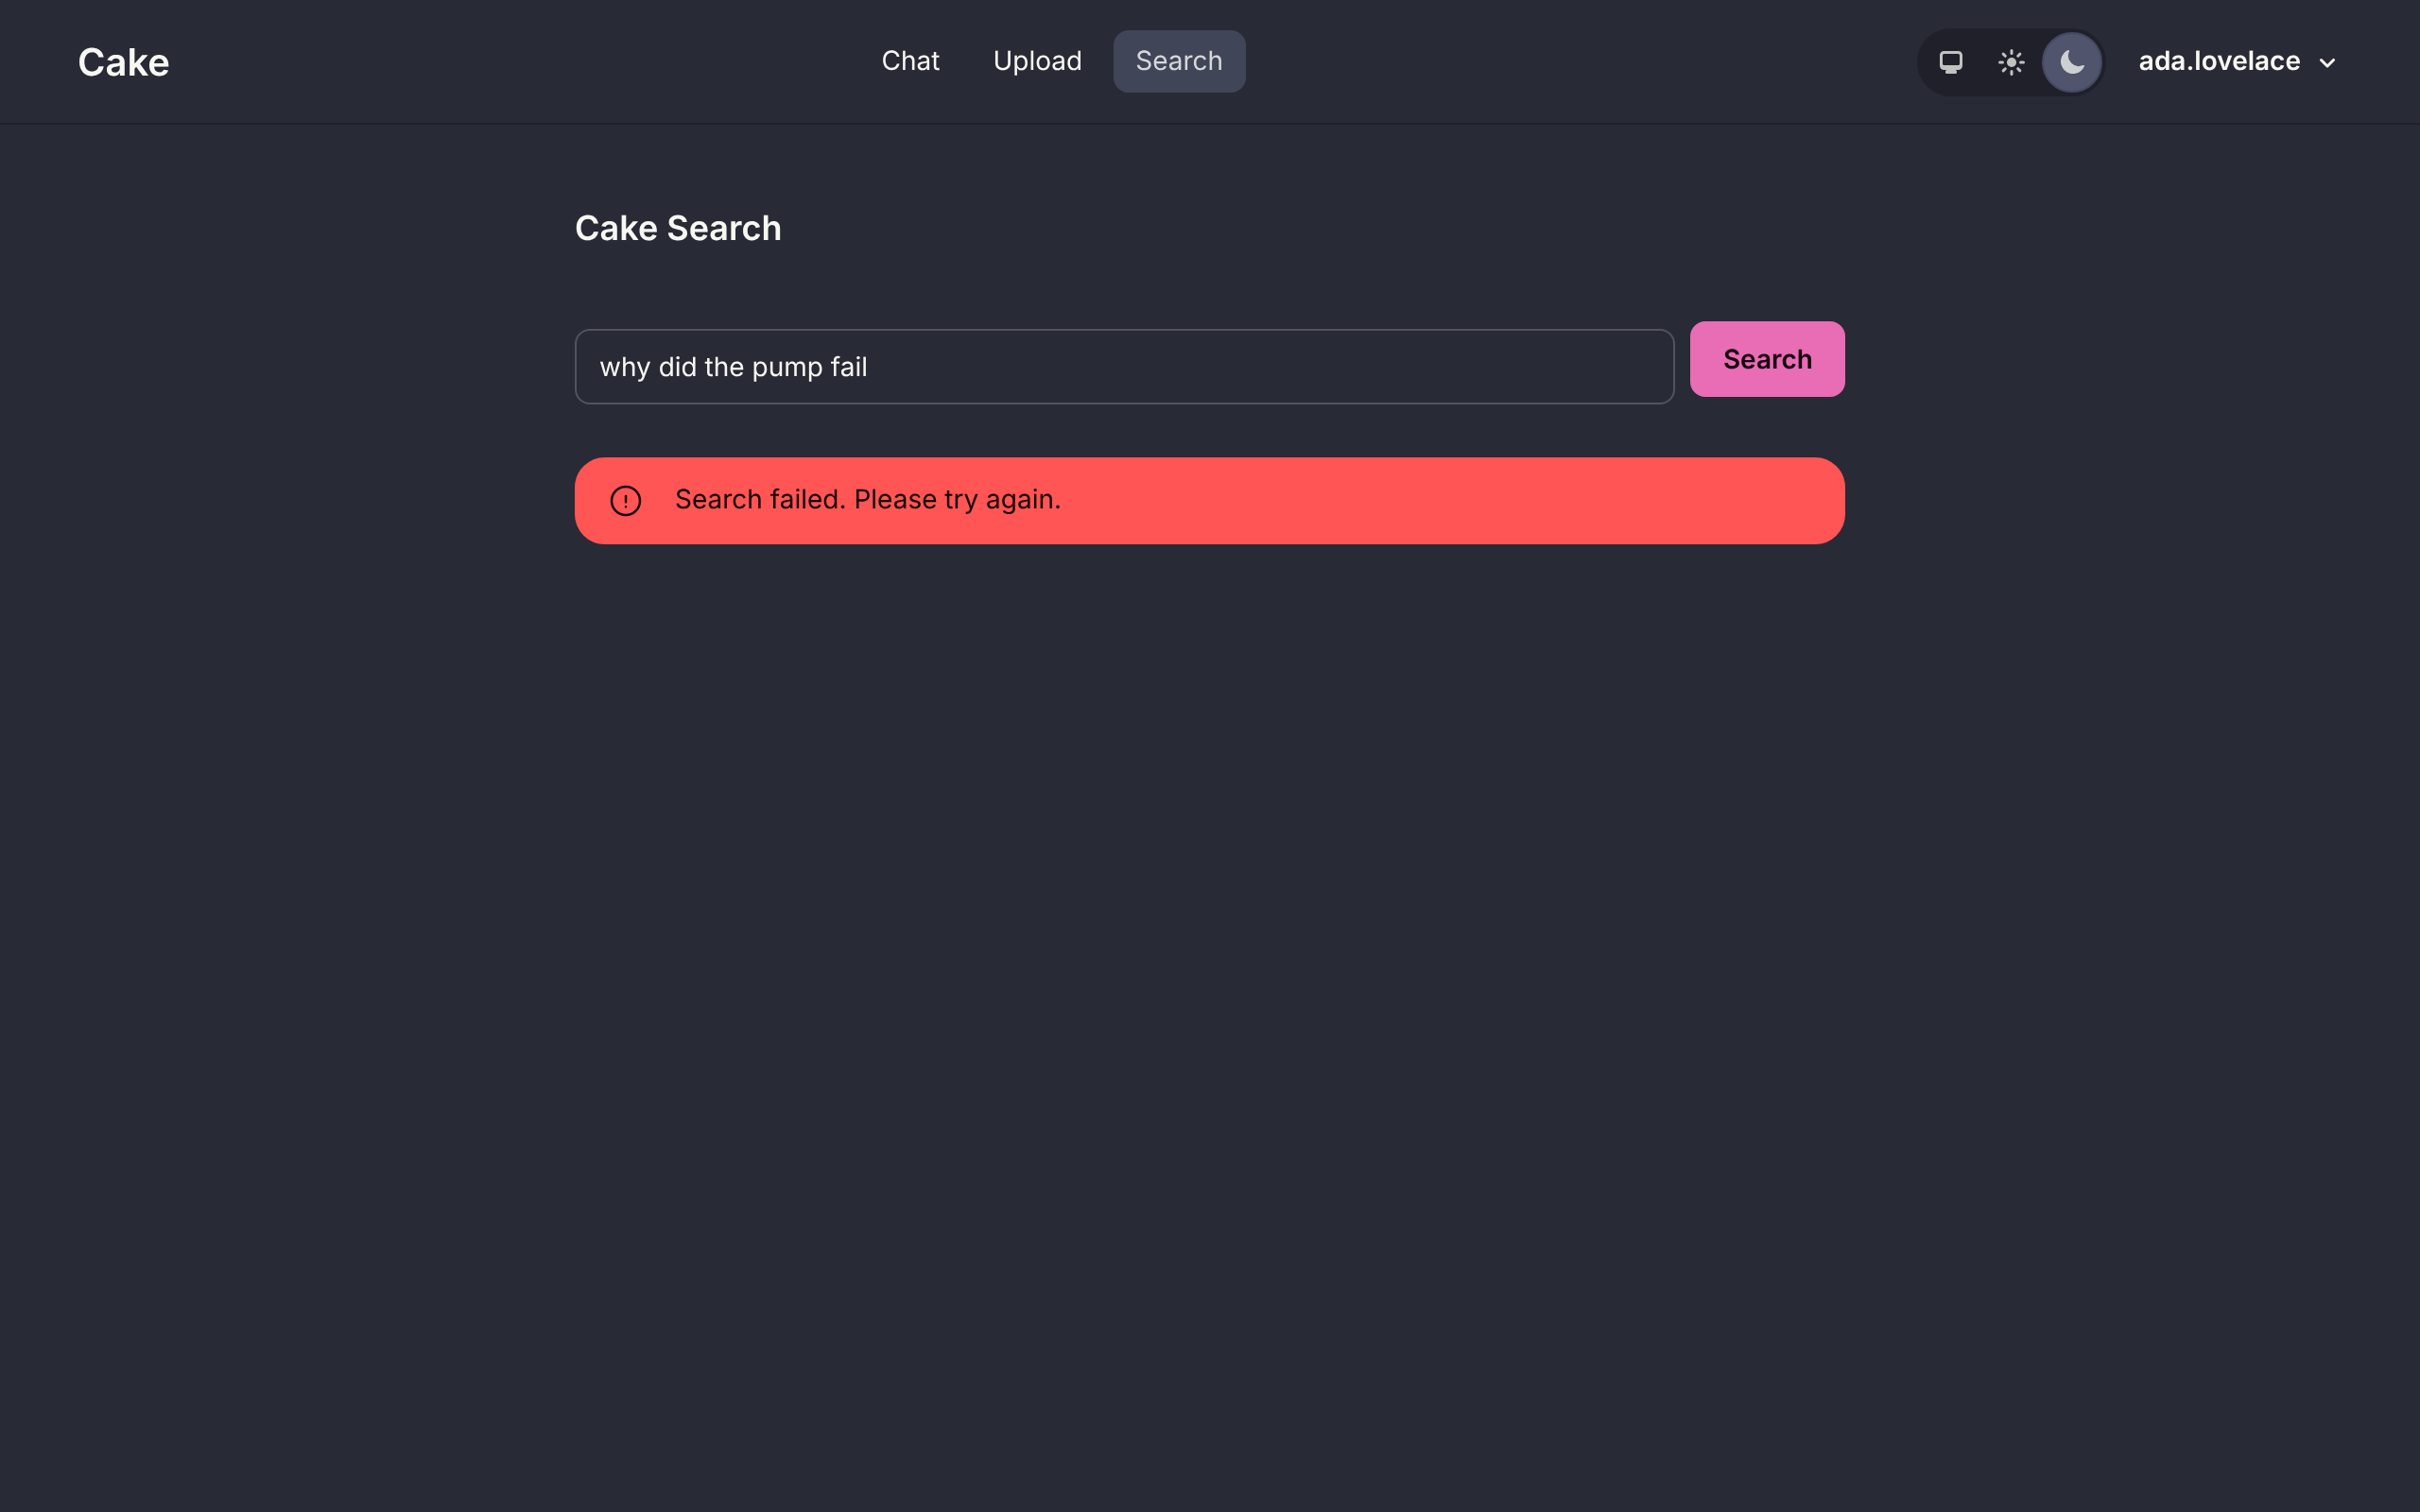 Cake
Chat Upload Search
ada.lovelace
Cake Search
why did the pump fail
Search
Search failed. Please try again.